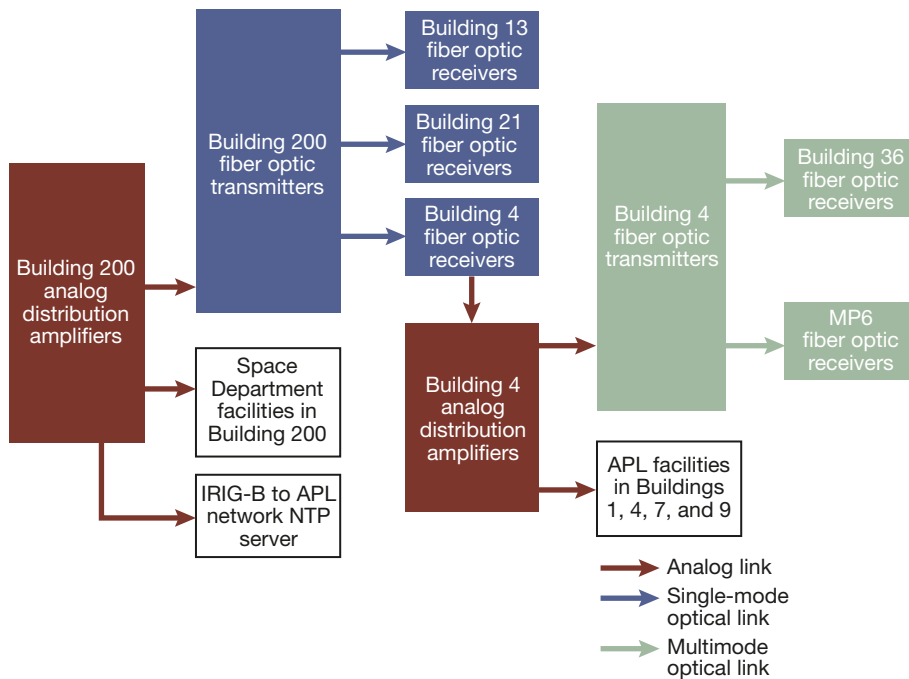 Building 200
analog
distribution
amplifiers
Building 200
fiber optic
transmitters
Space
Department
facilities in
Building 200
IRIG-B to APL
network NTP
server
Building 13
fiber optic
receivers
Building 21
fiber optic
receivers
Building 4
fiber optic
receivers
Building 4
analog
distribution
amplifiers
Building 4
fiber optic
transmitters
APL facilities
in Buildings
1, 4, 7, and 9
Building 36
fiber optic
receivers
MP6
fiber optic
receivers
Analog link
Single-mode
optical link
Multimode
optical link